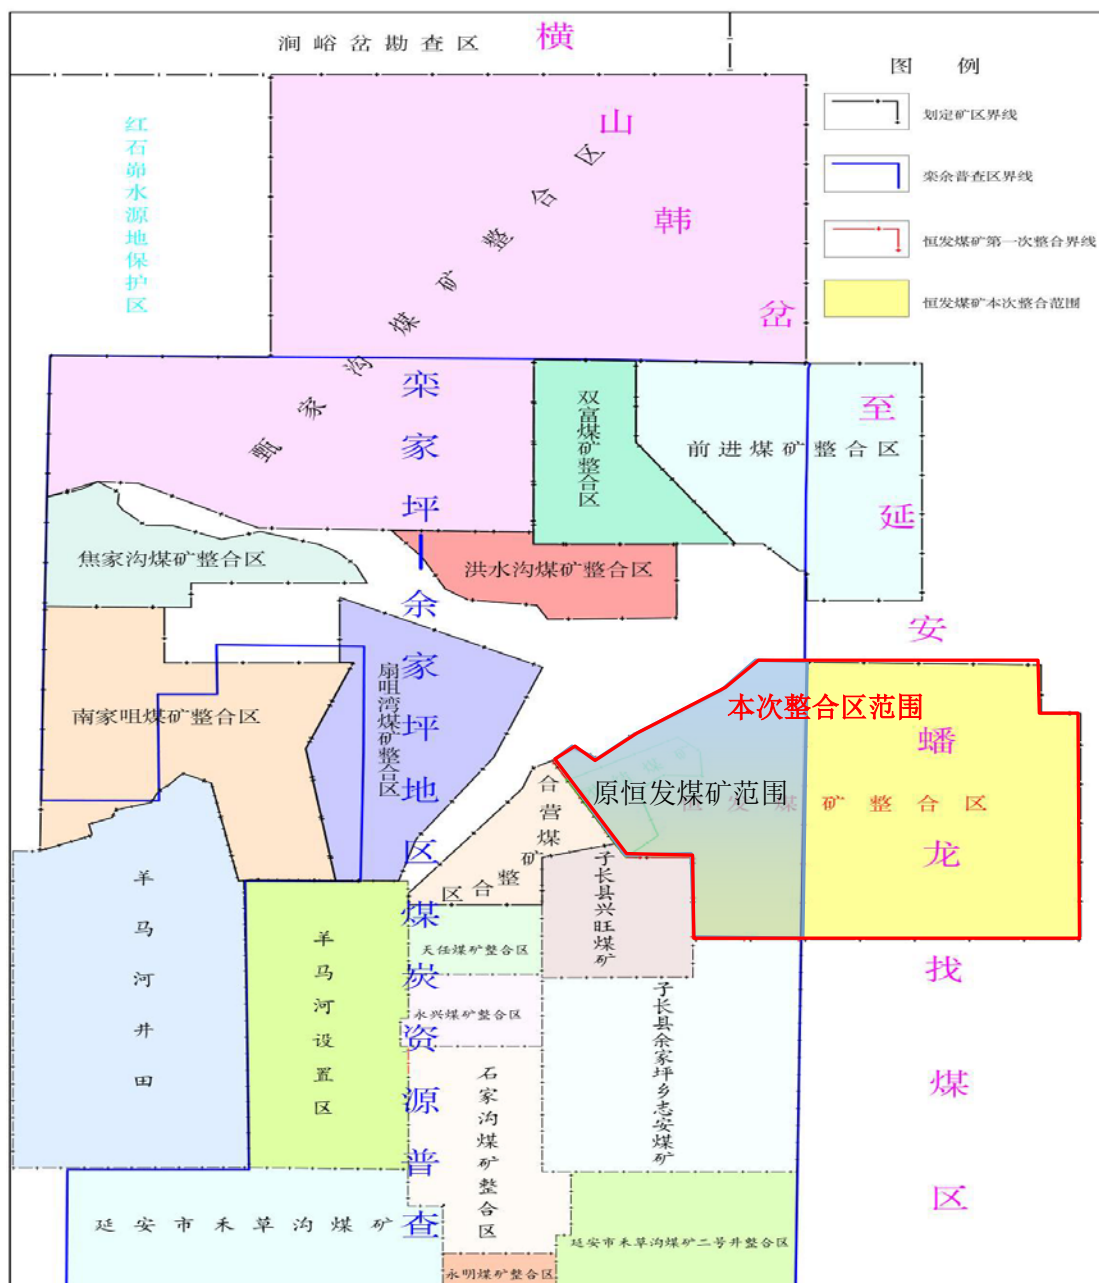 涧峪岔勘查区
横山韩岔至延安蟠龙找煤区
图 例
划定矿区界线
栾余普查区界线
恒发煤矿第一次整合界线
恒发煤矿本次整合范围
红石峁水源地保护区
甄家沟煤矿整合区
栾家坪—余家坪地区煤炭资源普查
双富煤矿整合区
前进煤矿整合区
焦家沟煤矿整合区
洪水沟煤矿整合区
南家咀煤矿整合区
扇咀湾煤矿整合区
本次整合区范围
原恒发煤矿范围
恒发煤矿整合区
合营煤矿整合区
子长县兴旺煤矿
羊马河井田
羊马河设置区
天任煤矿整合区
永兴煤矿整合区
石家沟煤矿整合区
子长县余家坪乡志安煤矿
延安市禾草沟煤矿
延安市禾草沟煤矿二号井整合区
永明煤矿整合区